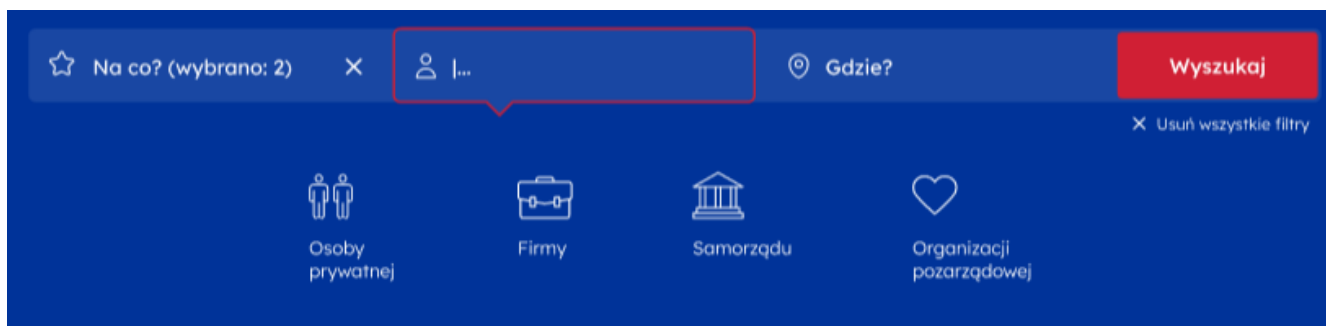 Na co? (wybrano: 2)
|...
Gdzie?
Wyszukaj
Usuń wszystkie filtry
Osoby
prywatnej
Firmy
Samorządu
Organizacji
pozarządowej